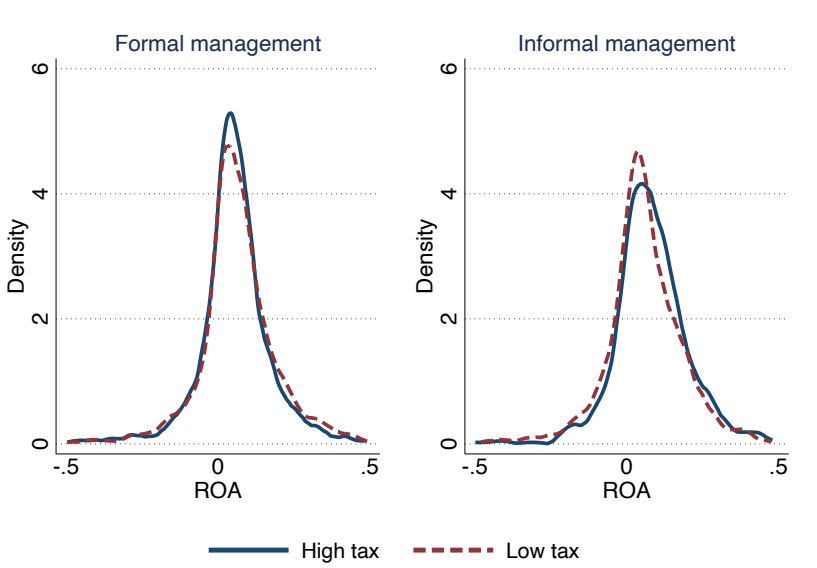 Formal management
Informal management
6
4
2
0
Density
-.5 0 .5
ROA
6
4
2
0
Density
-.5 0 .5
ROA
High tax Low tax